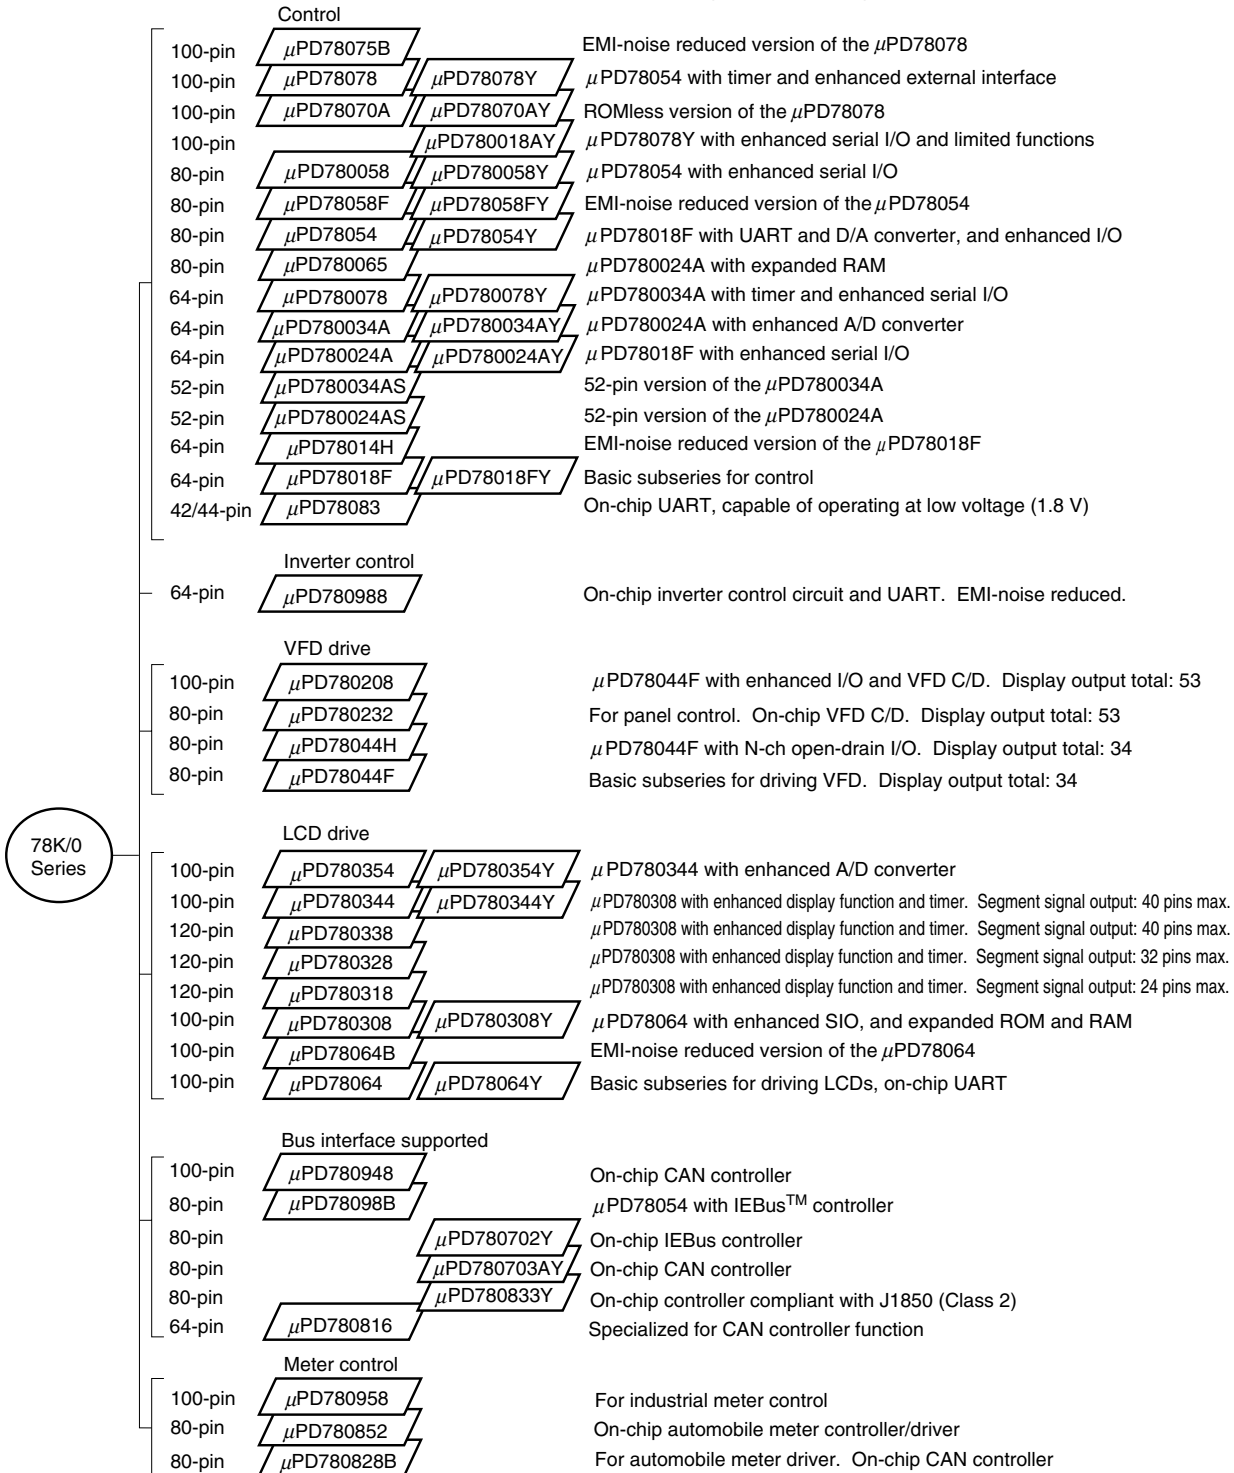 Control
100-pin μPD78075B EMI-noise reduced version of the μPD78078
100-pin μPD78078 μPD78078Y μPD78054 with timer and enhanced external interface
100-pin μPD78070A μPD78070AY ROMless version of the μPD78078
100-pin μPD780018AY μPD78078Y with enhanced serial I/O and limited functions
80-pin μPD780058 μPD780058Y μPD78054 with enhanced serial I/O
80-pin μPD78058F μPD78058FY EMI-noise reduced version of the μPD78054
80-pin μPD78054 μPD78054Y μPD78018F with UART and D/A converter, and enhanced I/O
80-pin μPD780065 μPD780024A with expanded RAM
64-pin μPD780078 μPD780078Y μPD780034A with timer and enhanced serial I/O
64-pin μPD780034A μPD780034AY μPD780024A with enhanced A/D converter
64-pin μPD780024A μPD780024AY μPD78018F with enhanced serial I/O
52-pin μPD780034AS 52-pin version of the μPD780034A
52-pin μPD780024AS 52-pin version of the μPD780024A
64-pin μPD78014H EMI-noise reduced version of the μPD78018F
64-pin μPD78018F μPD78018FY Basic subseries for control
42/44-pin μPD78083 On-chip UART, capable of operating at low voltage (1.8 V)
Inverter control
64-pin μPD780988 On-chip inverter control circuit and UART. EMI-noise reduced.
VFD drive
100-pin μPD780208 μPD78044F with enhanced I/O and VFD C/D. Display output total: 53
80-pin μPD780232 For panel control. On-chip VFD C/D. Display output total: 53
80-pin μPD78044H μPD78044F with N-ch open-drain I/O. Display output total: 34
80-pin μPD78044F Basic subseries for driving VFD. Display output total: 34
78K/0
Series
LCD drive
100-pin μPD780354 μPD780354Y μPD780344 with enhanced A/D converter
100-pin μPD780344 μPD780344Y μPD780308 with enhanced display function and timer. Segment signal output: 40 pins max.
120-pin μPD780338 μPD780308 with enhanced display function and timer. Segment signal output: 40 pins max.
120-pin μPD780328 μPD780308 with enhanced display function and timer. Segment signal output: 32 pins max.
120-pin μPD780318 μPD780308 with enhanced display function and timer. Segment signal output: 24 pins max.
100-pin μPD780308 μPD780308Y μPD78064 with enhanced SIO, and expanded ROM and RAM
100-pin μPD78064B EMI-noise reduced version of the μPD78064
100-pin μPD78064 μPD78064Y Basic subseries for driving LCDs, on-chip UART
Bus interface supported
100-pin μPD780948 On-chip CAN controller
80-pin μPD78098B μPD78054 with IEBus™ controller
80-pin μPD780702Y On-chip IEBus controller
80-pin μPD780703AY On-chip CAN controller
80-pin μPD780833Y On-chip controller compliant with J1850 (Class 2)
64-pin μPD780816 Specialized for CAN controller function
Meter control
100-pin μPD780958 For industrial meter control
80-pin μPD780852 On-chip automobile meter controller/driver
80-pin μPD780828B For automobile meter driver. On-chip CAN controller